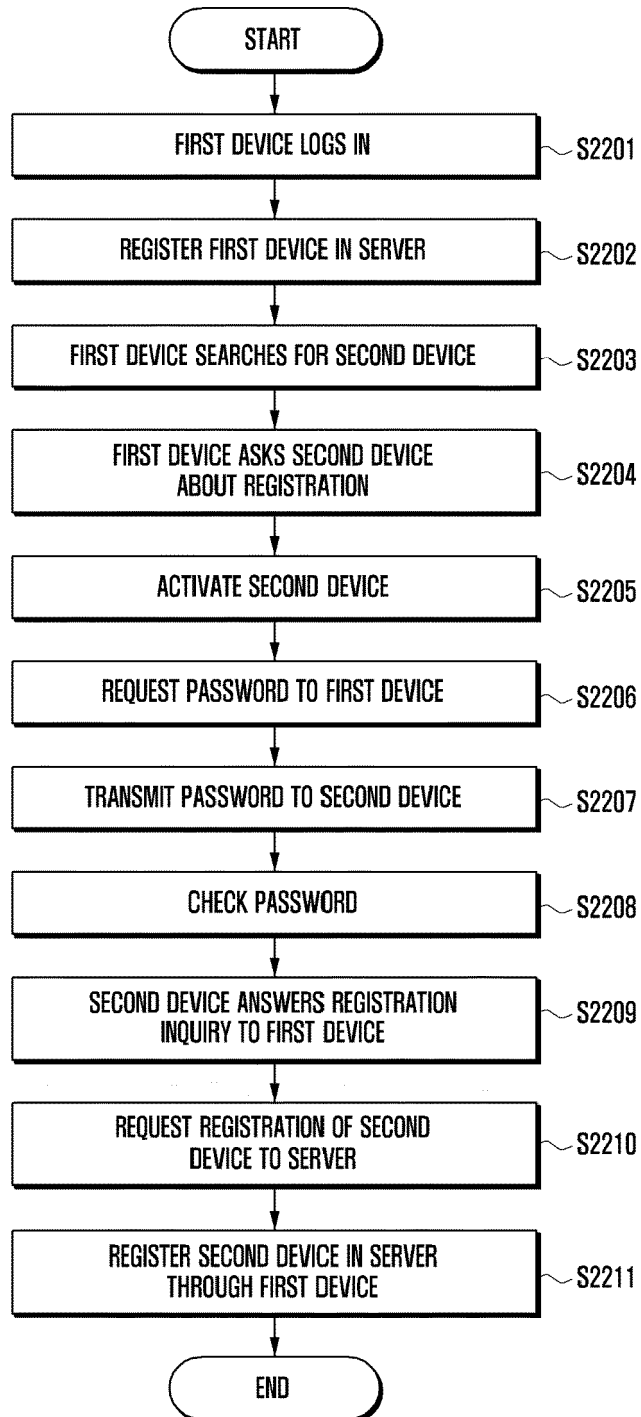 START
FIRST DEVICE LOGS IN
S2201
REGISTER FIRST DEVICE IN SERVER
S2202
FIRST DEVICE SEARCHES FOR SECOND DEVICE
S2203
FIRST DEVICE ASKS SECOND DEVICE
ABOUT REGISTRATION
S2204
ACTIVATE SECOND DEVICE
S2205
REQUEST PASSWORD TO FIRST DEVICE
S2206
TRANSMIT PASSWORD TO SECOND DEVICE
S2207
CHECK PASSWORD
S2208
SECOND DEVICE ANSWERS REGISTRATION
INQUIRY TO FIRST DEVICE
S2209
REQUEST REGISTRATION OF SECOND
DEVICE TO SERVER
S2210
REGISTER SECOND DEVICE IN SERVER
THROUGH FIRST DEVICE
S2211
END